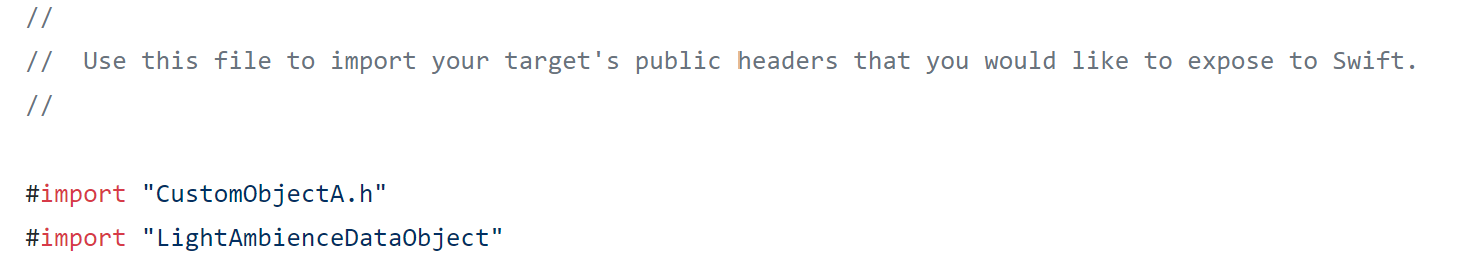 //
//  Use this file to import your target's public headers that you would like to expose to Swift.
//
#import "CustomObjectA.h"
#import "LightAmbienceDataObject"